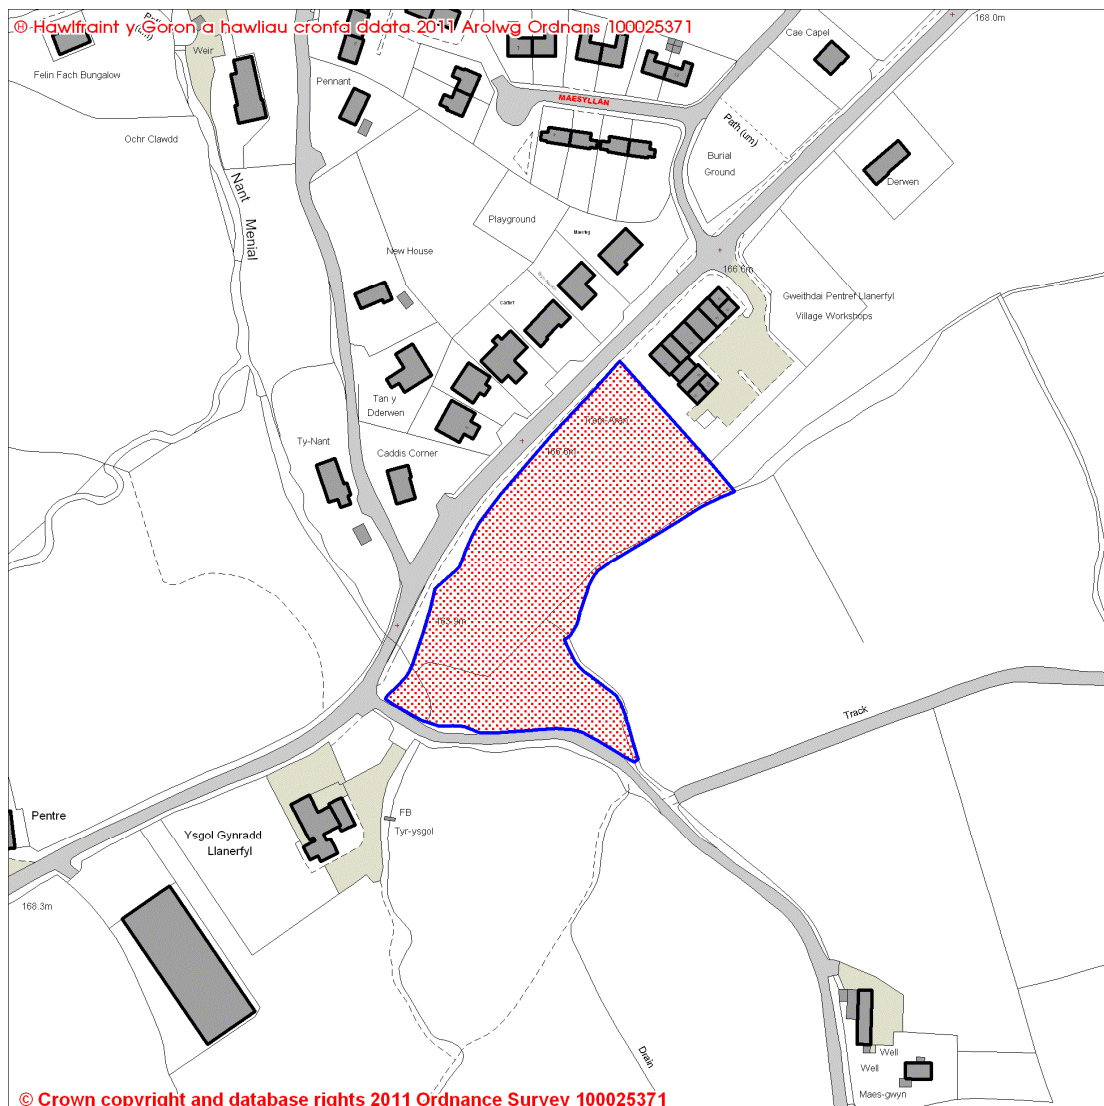 © Hawlfraint y Goron a hawliau cronfa ddata 2011 Arolwg Ordnans 100025371
168.0m
Cae Capel
Path (um)
Weir
Felin Fach Bungalow
Pennant
MAESYLLAN
Path (um)
Ochr Clawdd
Burial
Ground
Derwen
Nant Menial
Playground
New House
166.6m
Gweithdai Pentref Llanerfyl
Village Workshops
Tan y
Dderwen
166.6m
Ty-Nant
Caddis Corner
163.9m
Track
Pentre
FB
Tyr-ysgol
Ysgol Gynradd
Llanerfyl
168.3m
Drain
Well
Well
Maes-gwyn
© Crown copyright and database rights 2011 Ordnance Survey 100025371